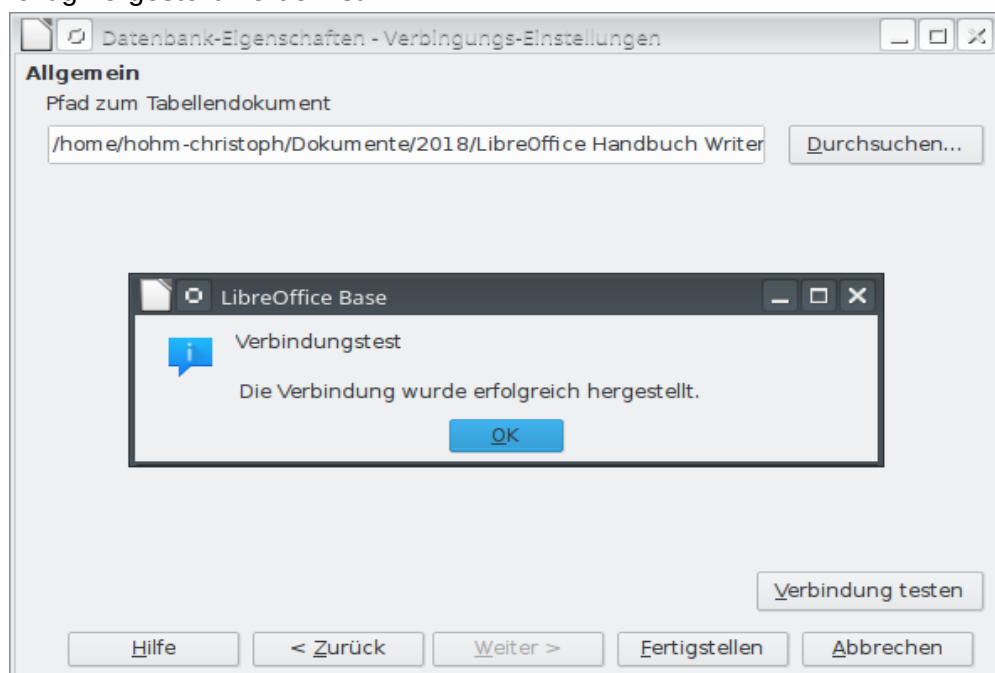 Datenbank-Eigenschaften - Verbingungs-Einstellungen
Allgemein
Pfad zum Tabellendokument
/home/hohm-christoph/Dokumente/2018/LibreOffice Handbuch Writer
Durchsuchen...
LibreOffice Base
i
Verbindungstest
Die Verbindung wurde erfolgreich hergestellt.
OK
Verbindung testen
Hilfe < Zurück Weiter > Fertigstellen Abbrechen